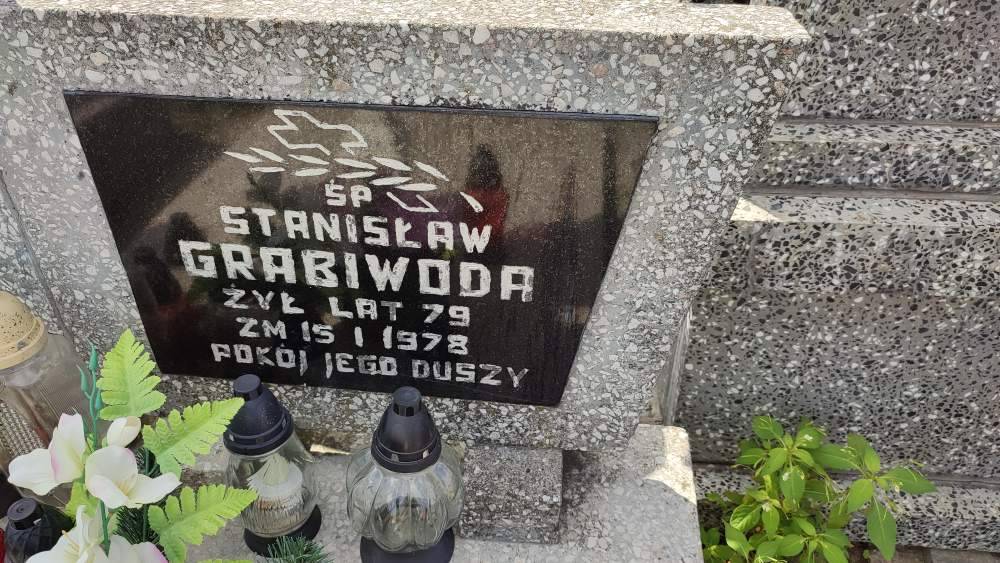 ŚP
STANISŁAW
GRABIWODA
ŻYŁ LAT 79
ZM 15 I 1978
POKÓJ JEGO DUSZY